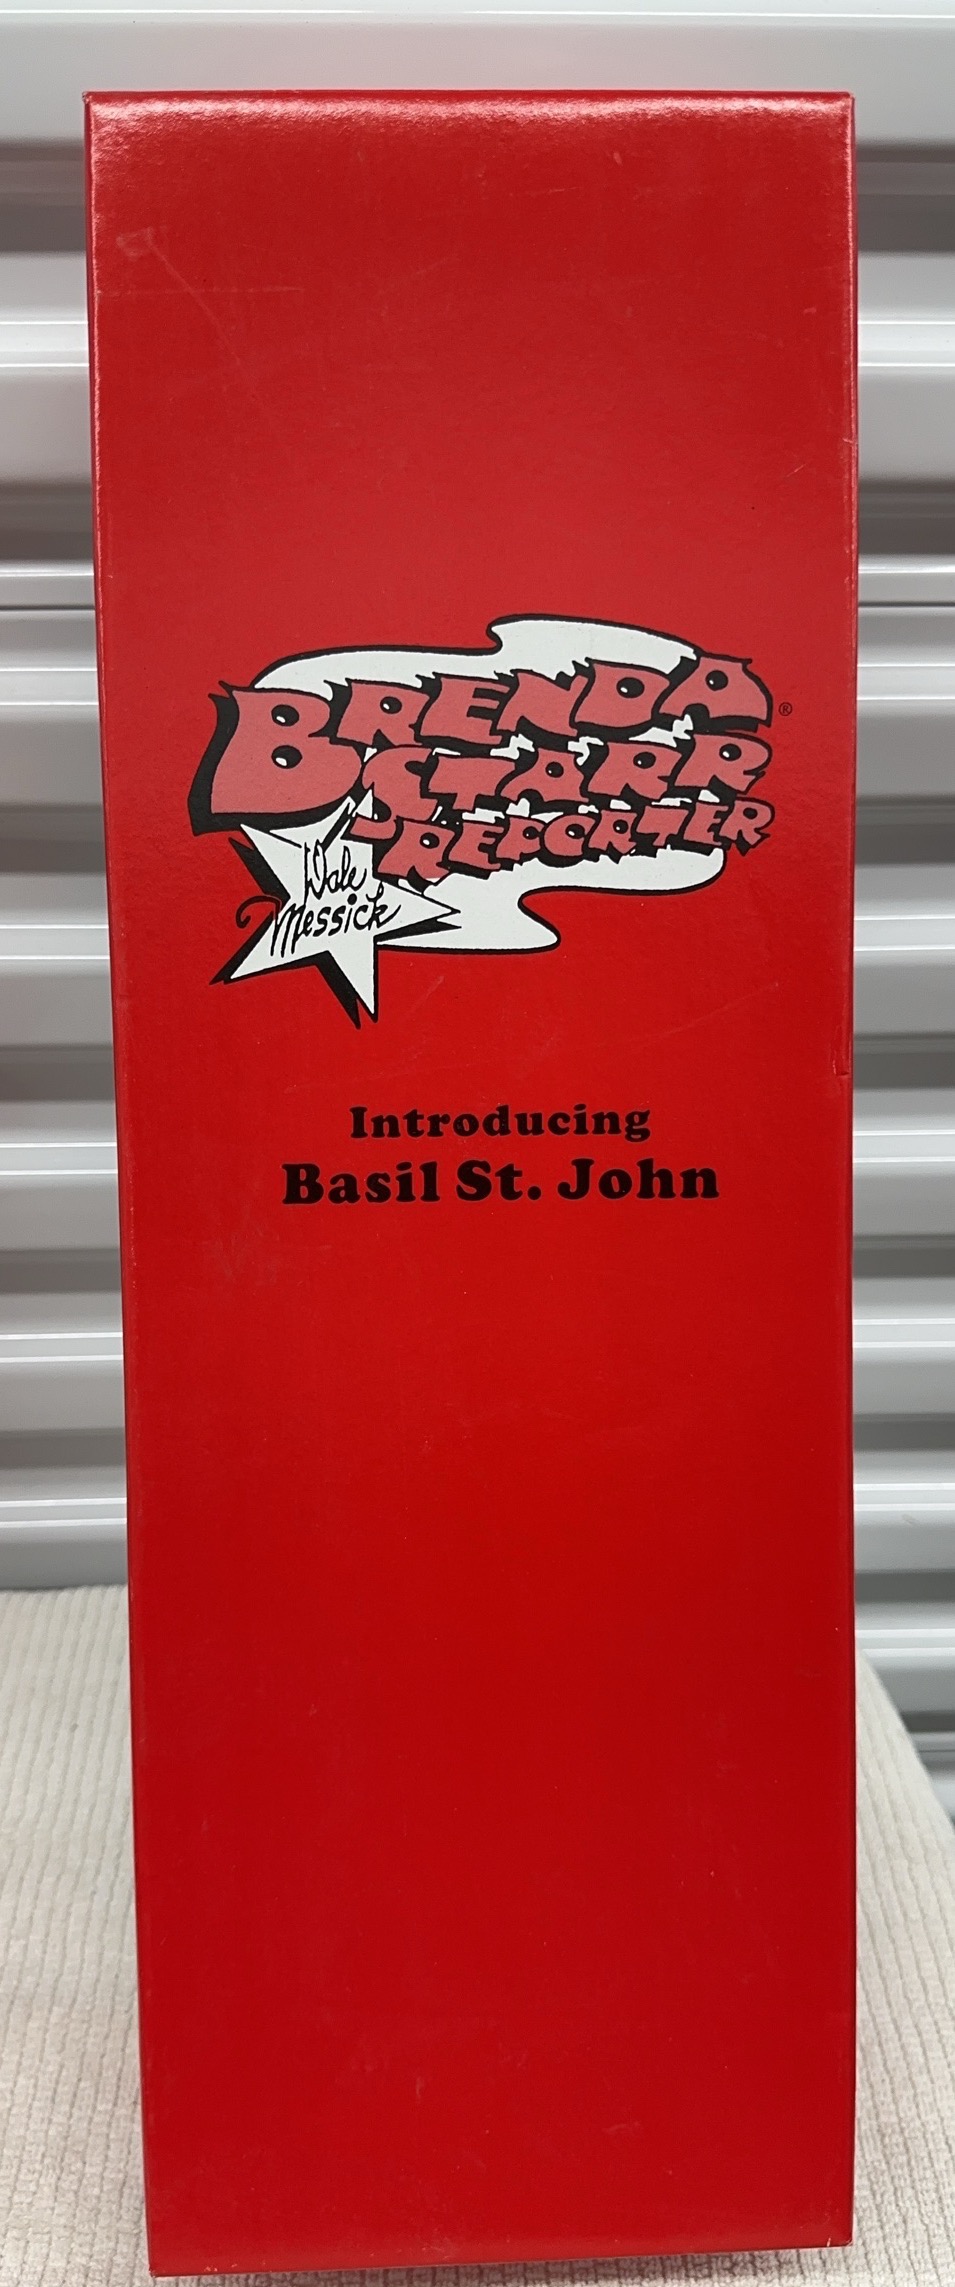 BRENDA ®
STARR
REPORTER
Dale
Messick
Introducing
Basil St. John